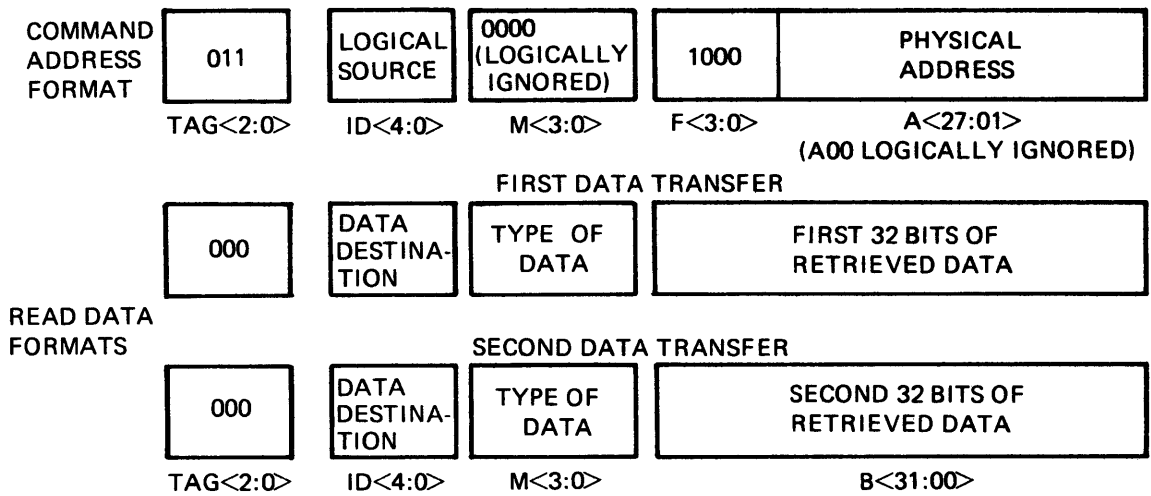 COMMAND
ADDRESS
FORMAT
011
LOGICAL
SOURCE
0000
(LOGICALLY
IGNORED)
1000
PHYSICAL
ADDRESS
TAG<2:0>
ID<4:0>
M<3:0>
F<3:0>
A<27:01>
(A00 LOGICALLY IGNORED)
FIRST DATA TRANSFER
000
DATA
DESTINA-
TION
TYPE OF
DATA
FIRST 32 BITS OF
RETRIEVED DATA
READ DATA
FORMATS
SECOND DATA TRANSFER
000
DATA
DESTINA-
TION
TYPE OF
DATA
SECOND 32 BITS OF
RETRIEVED DATA
TAG<2:0>
ID<4:0>
M<3:0>
B<31:00>